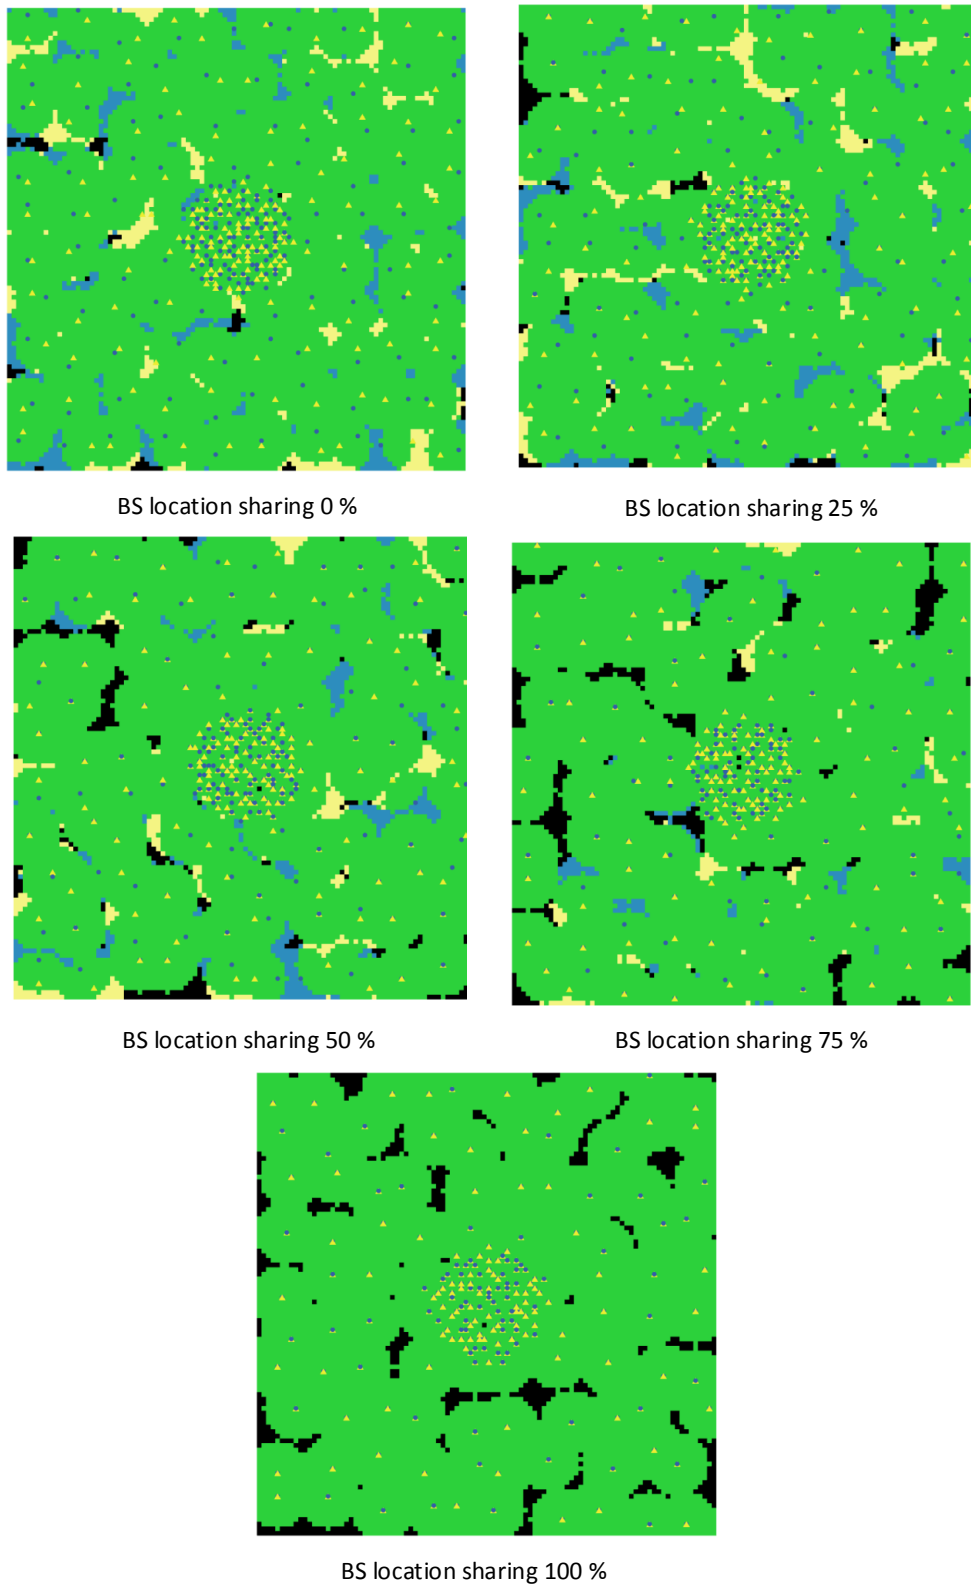 BS location sharing 0 %
BS location sharing 25 %
BS location sharing 50 %
BS location sharing 75 %
BS location sharing 100 %